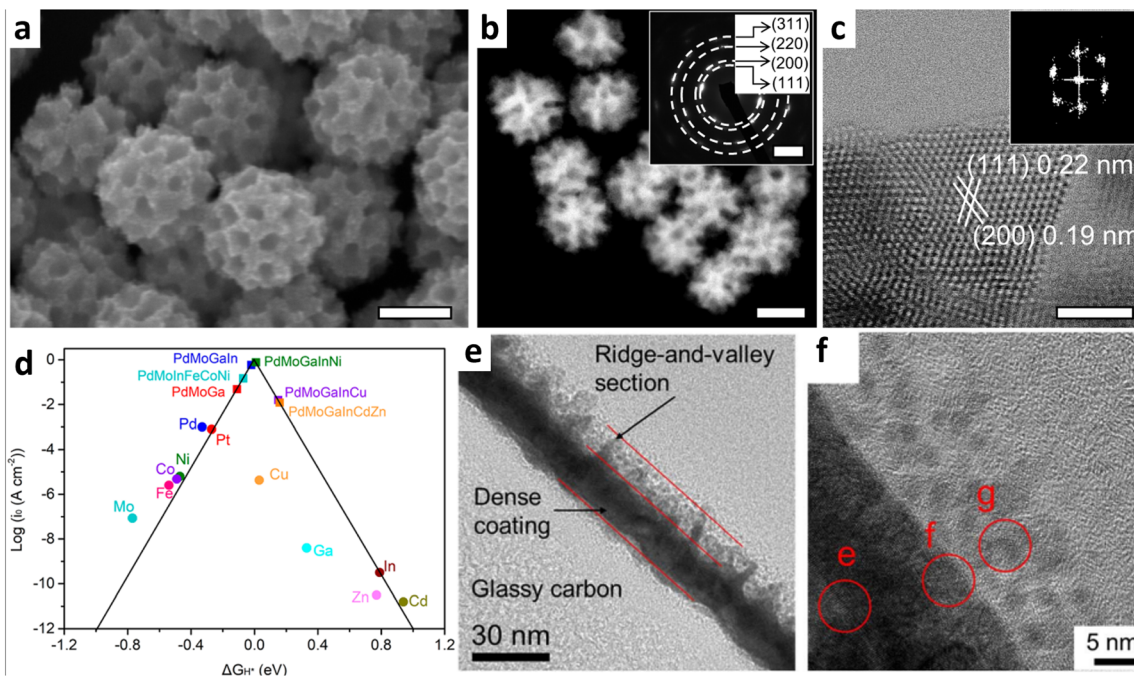 a
b
(311)
(220)
(200)
(111)
c
(111) 0.22 nm
(200) 0.19 nm
d
Log (i₀ (A cm⁻²))
0
-2
-4
-6
-8
-10
-12
PdMoGaIn
PdMoGaInNi
PdMoInFeCoNi
PdMoGa
PdMoGaInCu
PdMoGaInCdZn
Pd
Pt
Ni
Co
Fe
Cu
Mo
Ga
In
Zn
Cd
-1.2 -0.8 -0.4 0.0 0.4 0.8 1.2
ΔGH* (eV)
e
Ridge-and-valley
section
Dense
coating
Glassy carbon
30 nm
f
g
f
e
5 nm